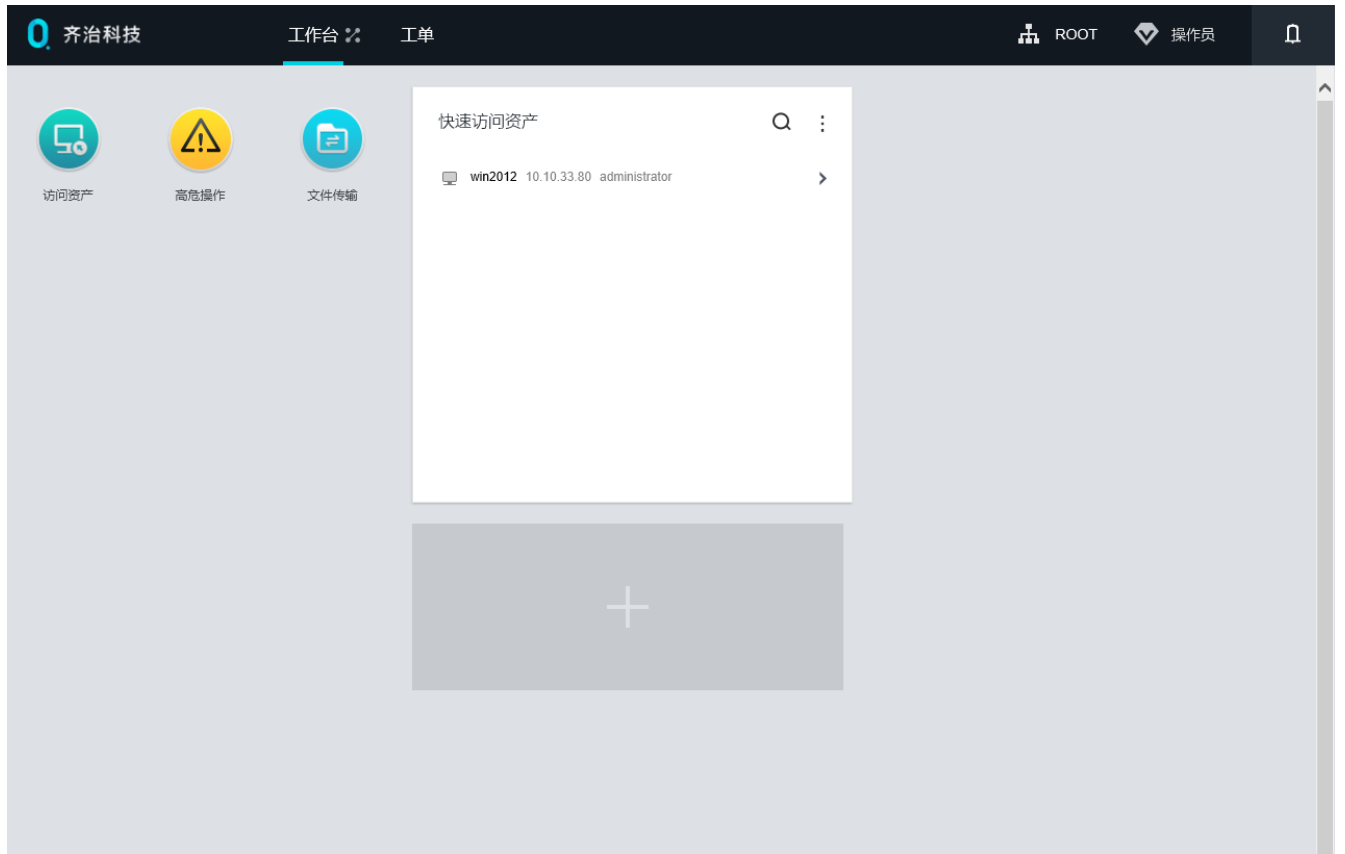 齐治科技 工作台 工单 ROOT 操作员
访问资产 高危操作 文件传输
快速访问资产
win2012 10.10.33.80 administrator